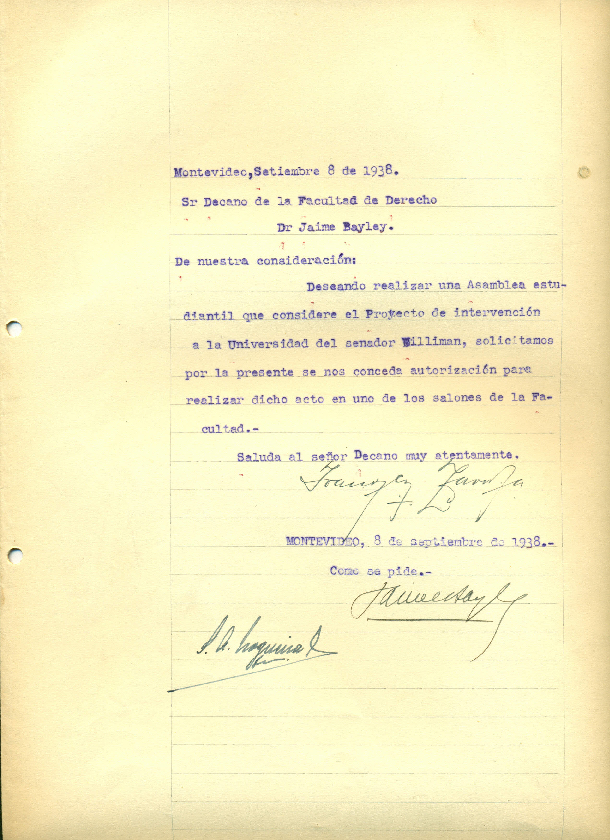 Montevideo,Setiembre 8 de 1938.
Sr Decano de la Facultad de Derecho
Dr Jaime Bayley.
De nuestra consideración:
Deseando realizar una Asamblea estu-
diantil que considere el Proyecto de intervención
a la Universidad del senador Williman, solicitamos
por la presente se nos conceda autorización para
realizar dicho acto en uno de los salones de la Fa-
cultad.-
Saluda al señor Decano muy atentamente.
MONTEVIDEO, 8 de septiembre de 1938.-
Como se pide.-
Jaime Bayley